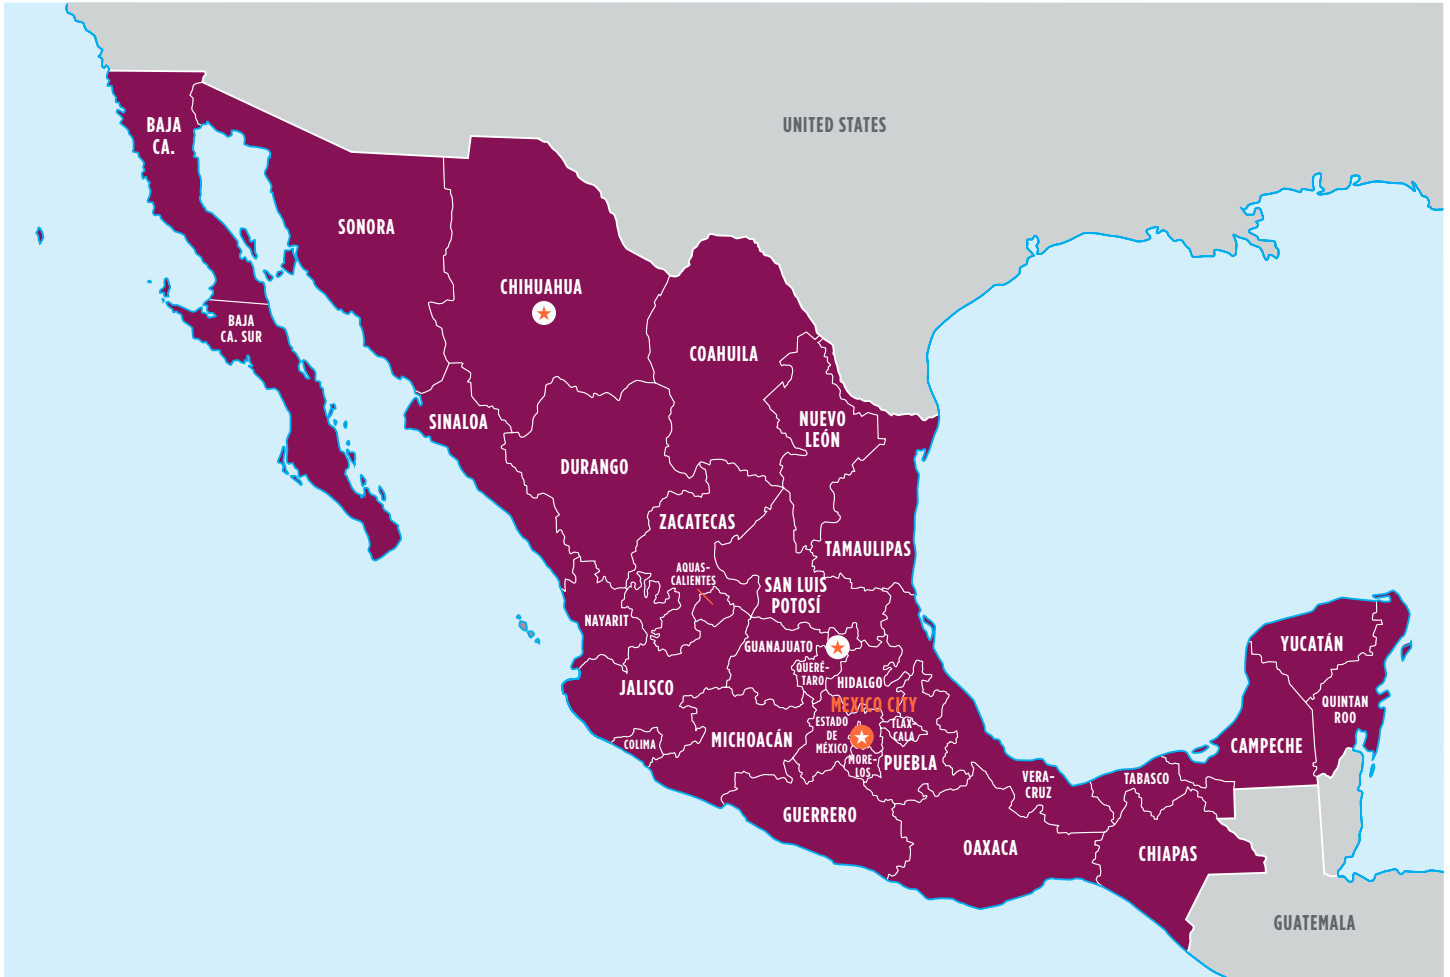 UNITED STATES
BAJA
CA.
SONORA
CHIHUAHUA
BAJA
CA. SUR
COAHUILA
SINALOA
NUEVO
LEÓN
DURANGO
ZACATECAS
TAMAULIPAS
AQUAS-
CALIENTES
SAN LUIS
POTOSÍ
NAYARIT
GUANAJUATO
QUERÉ-
TARO
HIDALGO
JALISCO
MEXICO CITY
ESTADO
DE
MÉXICO
TLAX-
CALA
COLIMA
MICHOACÁN
MORE-
LOS
PUEBLA
YUCATÁN
QUINTAN
ROO
CAMPECHE
VERA-
CRUZ
TABASCO
GUERRERO
OAXACA
CHIAPAS
GUATEMALA